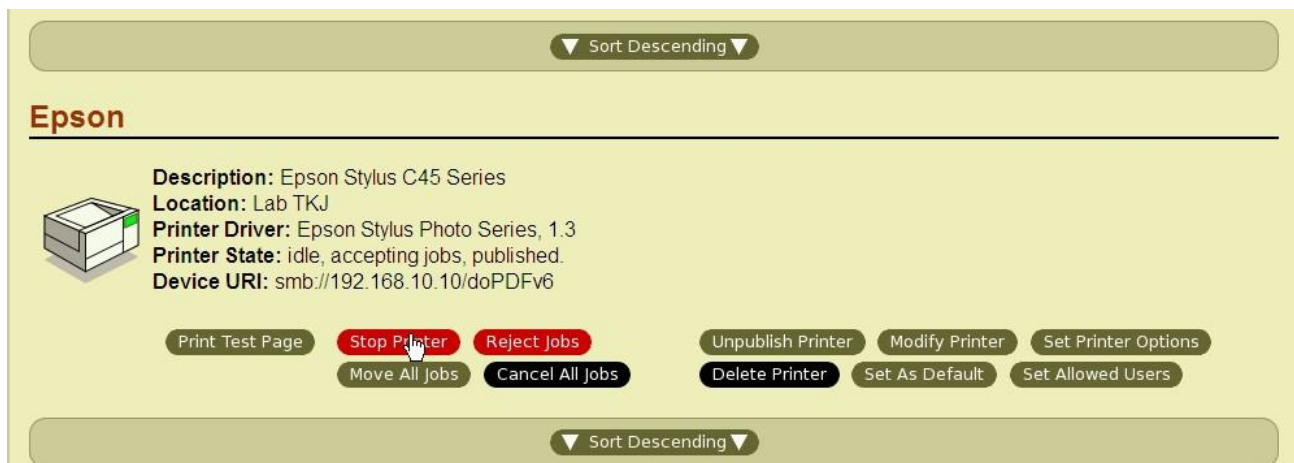 Sort Descending
Epson
Description: Epson Stylus C45 Series
Location: Lab TKJ
Printer Driver: Epson Stylus Photo Series, 1.3
Printer State: idle, accepting jobs, published.
Device URI: smb://192.168.10.10/doPDFv6
Print Test Page Stop Printer Reject Jobs Unpublish Printer Modify Printer Set Printer Options
Move All Jobs Cancel All Jobs Delete Printer Set As Default Set Allowed Users
Sort Descending